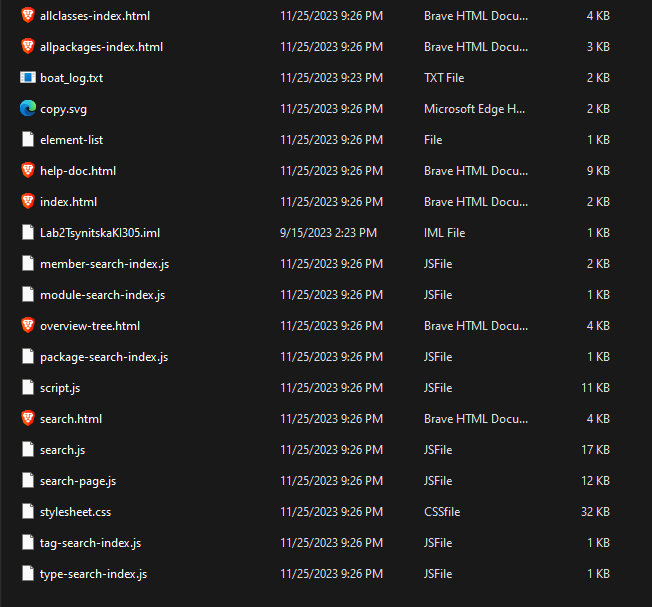 allclasses-index.html 11/25/2023 9:26 PM Brave HTML Docu... 4 KB
allpackages-index.html 11/25/2023 9:26 PM Brave HTML Docu... 3 KB
boat_log.txt 11/25/2023 9:23 PM TXT File 2 KB
copy.svg 11/25/2023 9:26 PM Microsoft Edge H... 1 KB
element-list 11/25/2023 9:26 PM File 1 KB
help-doc.html 11/25/2023 9:26 PM Brave HTML Docu... 9 KB
index.html 11/25/2023 9:26 PM Brave HTML Docu... 2 KB
Lab2TsynitskaKI305.iml 9/15/2023 2:23 PM IML File 1 KB
member-search-index.js 11/25/2023 9:26 PM JSFile 2 KB
module-search-index.js 11/25/2023 9:26 PM JSFile 1 KB
overview-tree.html 11/25/2023 9:26 PM Brave HTML Docu... 4 KB
package-search-index.js 11/25/2023 9:26 PM JSFile 1 KB
script.js 11/25/2023 9:26 PM JSFile 11 KB
search.html 11/25/2023 9:26 PM Brave HTML Docu... 4 KB
search.js 11/25/2023 9:26 PM JSFile 17 KB
search-page.js 11/25/2023 9:26 PM JSFile 12 KB
stylesheet.css 11/25/2023 9:26 PM CSSfile 32 KB
tag-search-index.js 11/25/2023 9:26 PM JSFile 1 KB
type-search-index.js 11/25/2023 9:26 PM JSFile 1 KB